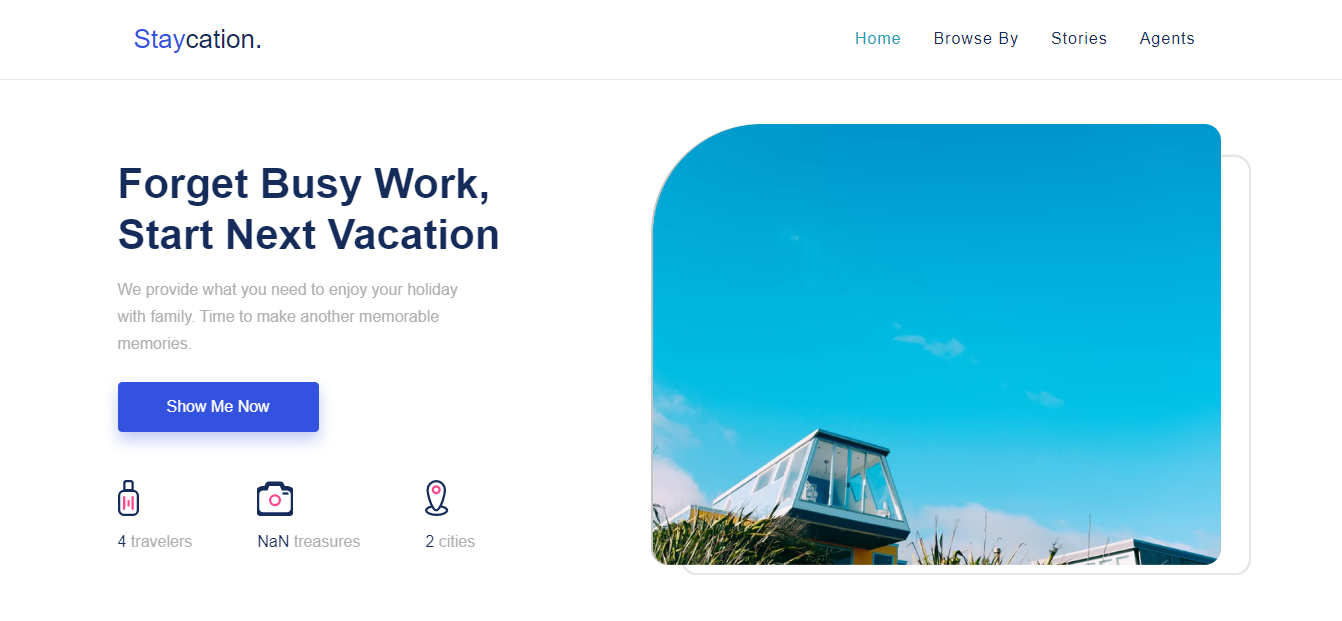 Staycation.
Home Browse By Stories Agents
Forget Busy Work,
Start Next Vacation
We provide what you need to enjoy your holiday
with family. Time to make another memorable
memories.
Show Me Now
4 travelers
NaN treasures
2 cities